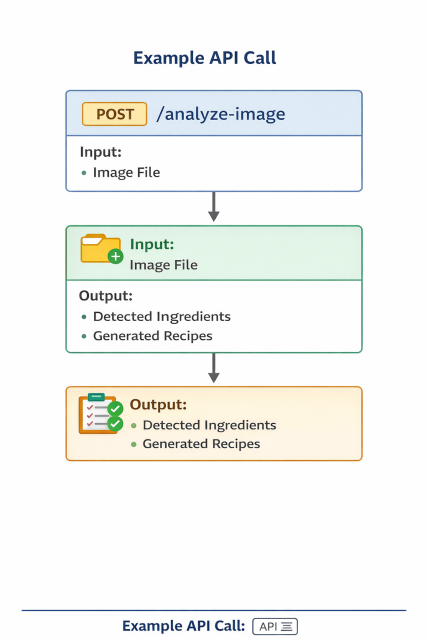 Example API Call
POST /analyze-image
Input:
• Image File
Input:
Image File
Output:
• Detected Ingredients
• Generated Recipes
Output:
• Detected Ingredients
• Generated Recipes
Example API Call: API